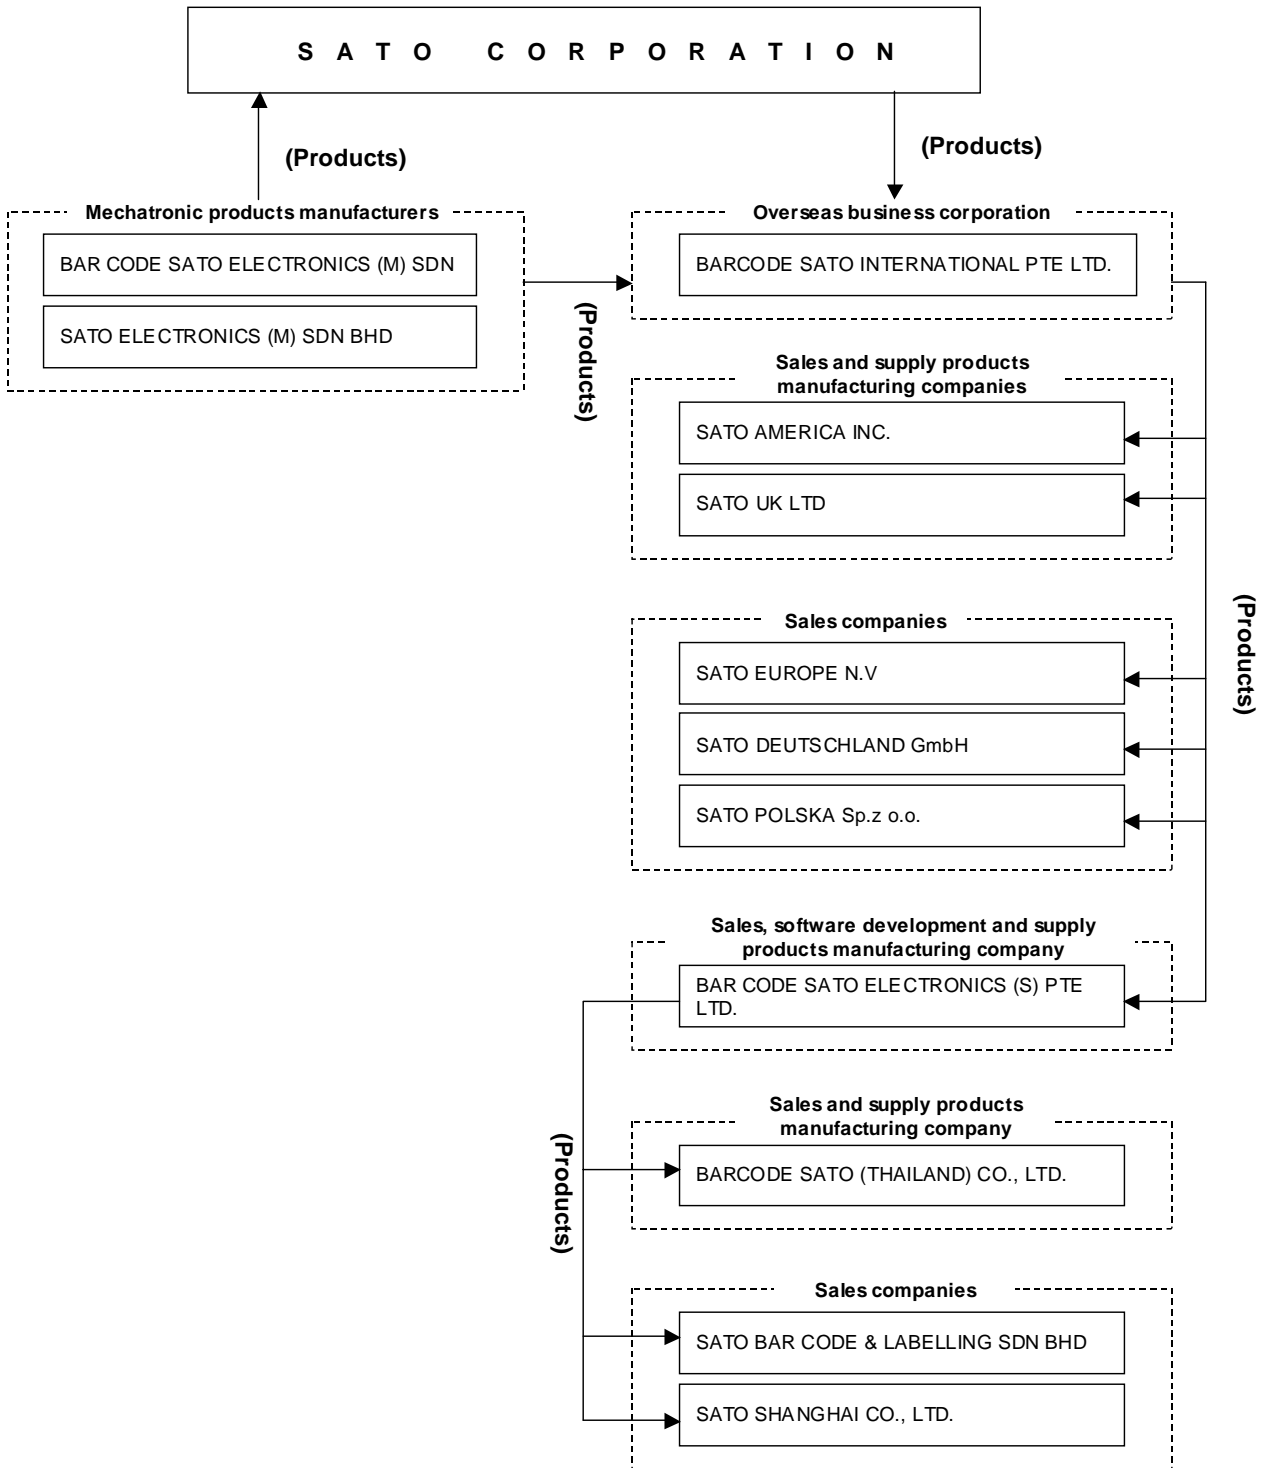 SATO CORPORATION
(Products)
(Products)
Mechatronic products manufacturers
BAR CODE SATO ELECTRONICS (M) SDN
SATO ELECTRONICS (M) SDN BHD
(Products)
Overseas business corporation
BARCODE SATO INTERNATIONAL PTE LTD.
Sales and supply products
manufacturing companies
SATO AMERICA INC.
SATO UK LTD
(Products)
Sales companies
SATO EUROPE N.V
SATO DEUTSCHLAND GmbH
SATO POLSKA Sp.z o.o.
Sales, software development and supply
products manufacturing company
BAR CODE SATO ELECTRONICS (S) PTE
LTD.
(Products)
Sales and supply products
manufacturing company
BARCODE SATO (THAILAND) CO., LTD.
Sales companies
SATO BAR CODE & LABELLING SDN BHD
SATO SHANGHAI CO., LTD.